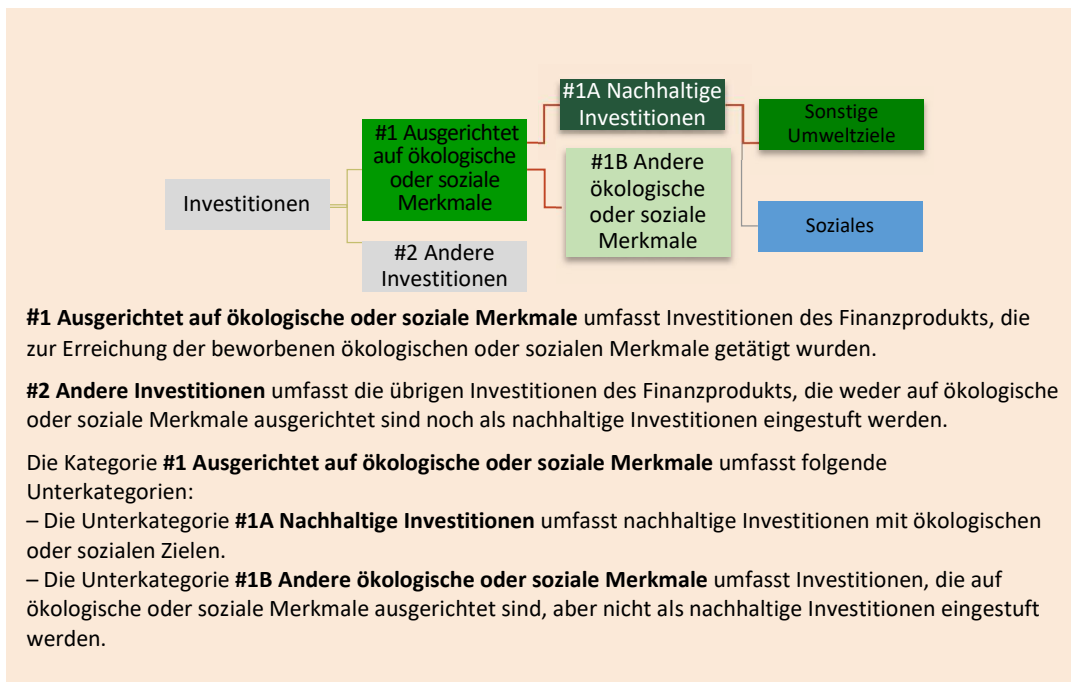 #1A Nachhaltige
Investitionen
Sonstige
Umweltziele
#1 Ausgerichtet
auf ökologische
oder soziale
Merkmale
#1B Andere
ökologische
oder soziale
Merkmale
Investitionen
Soziales
#2 Andere
Investitionen
#1 Ausgerichtet auf ökologische oder soziale Merkmale umfasst Investitionen des Finanzprodukts, die
zur Erreichung der beworbenen ökologischen oder sozialen Merkmale getätigt wurden.
#2 Andere Investitionen umfasst die übrigen Investitionen des Finanzprodukts, die weder auf ökologische
oder soziale Merkmale ausgerichtet sind noch als nachhaltige Investitionen eingestuft werden.
Die Kategorie #1 Ausgerichtet auf ökologische oder soziale Merkmale umfasst folgende
Unterkategorien:
– Die Unterkategorie #1A Nachhaltige Investitionen umfasst nachhaltige Investitionen mit ökologischen
oder sozialen Zielen.
– Die Unterkategorie #1B Andere ökologische oder soziale Merkmale umfasst Investitionen, die auf
ökologische oder soziale Merkmale ausgerichtet sind, aber nicht als nachhaltige Investitionen eingestuft
werden.